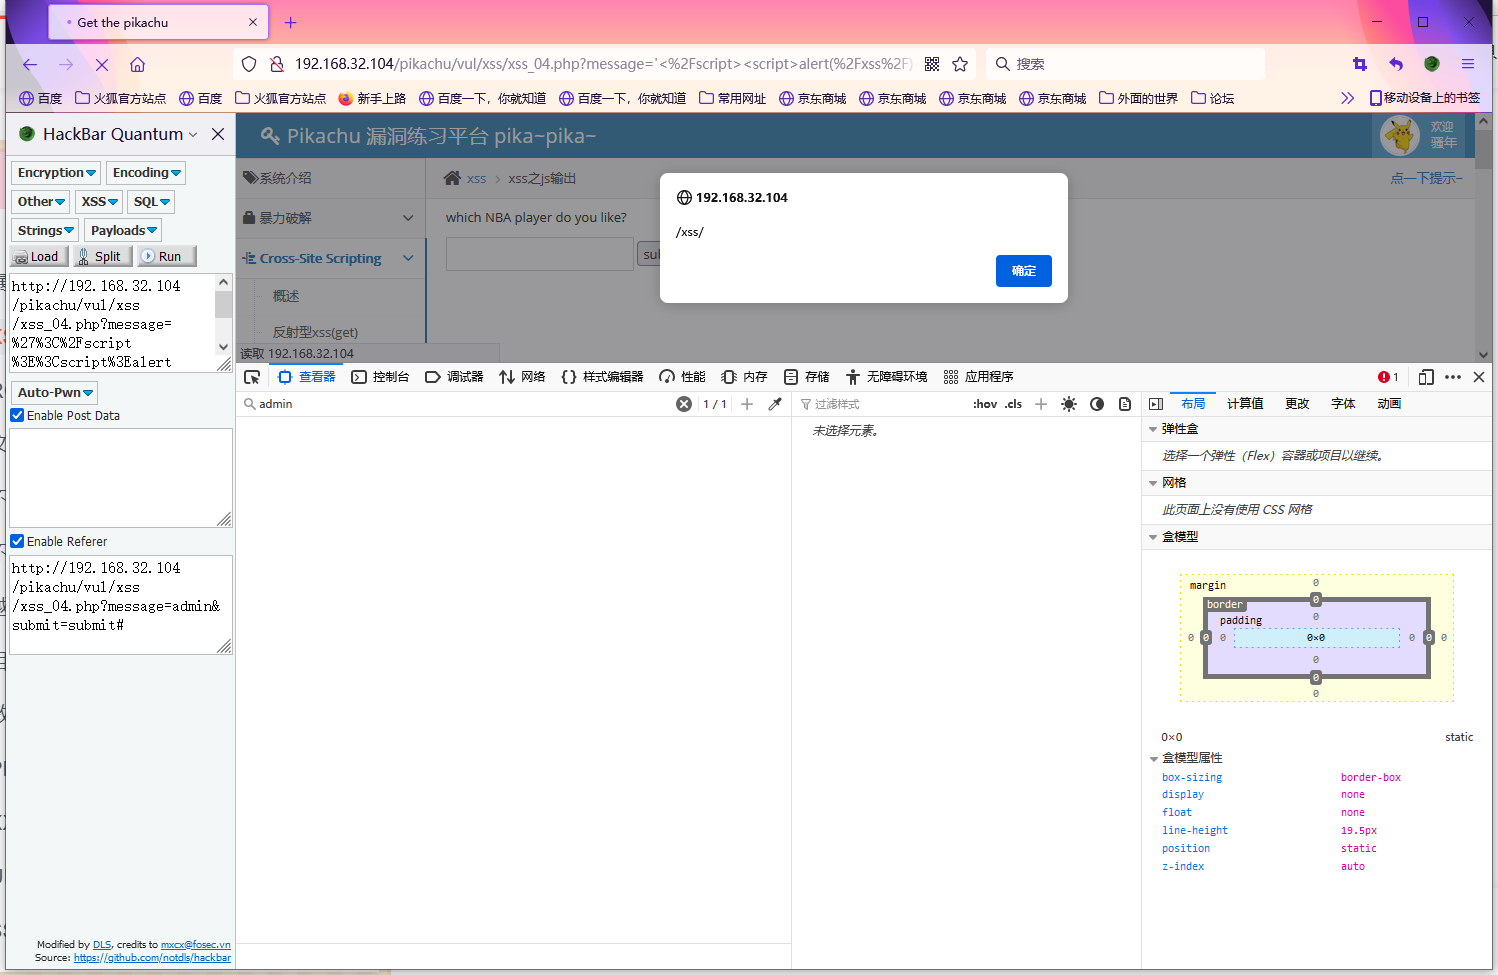 Get the pikachu
192.168.32.104/pikachu/vul/xss/xss_04.php?message='<%2Fscript><script>alert(%2Fxss%2F)
搜索
百度
火狐官方站点
百度
火狐官方站点
新手上路
百度一下，你就知道
百度一下，你就知道
常用网址
京东商城
京东商城
京东商城
京东商城
外面的世界
论坛
移动设备上的书签
HackBar Quantum
Encryption
Encoding
Other
XSS
SQL
Strings
Payloads
Load
Split
Run
http://192.168.32.104
/pikachu/vul/xss
/xss_04.php?message=
%27%3C%2Fscript
%3E%3Cscript%3Ealert
Auto-Pwn
Enable Post Data
Enable Referer
http://192.168.32.104
/pikachu/vul/xss
/xss_04.php?message=admin&
submit=submit#
Modified by DLS, credits to mxcx@fosec.vn
Source: https://github.com/notdls/hackbar
Pikachu 漏洞练习平台 pika~pika~
欢迎
骚年
系统介绍
暴力破解
Cross-Site Scripting
概述
反射型xss(get)
读取 192.168.32.104
xss
xss之js输出
点一下提示~
which NBA player do you like?
su
192.168.32.104
/xss/
确定
查看器
控制台
调试器
网络
样式编辑器
性能
内存
存储
无障碍环境
应用程序
1
admin
1 / 1
过滤样式
:hov
.cls
布局
计算值
更改
字体
动画
未选择元素。
弹性盒
选择一个弹性（Flex）容器或项目以继续。
网格
此页面上没有使用 CSS 网格
盒模型
margin
0
border
0
padding
0
0
0
0
0×0
0
0
0
0
0
0
0×0
static
盒模型属性
box-sizing
border-box
display
none
float
none
line-height
19.5px
position
static
z-index
auto